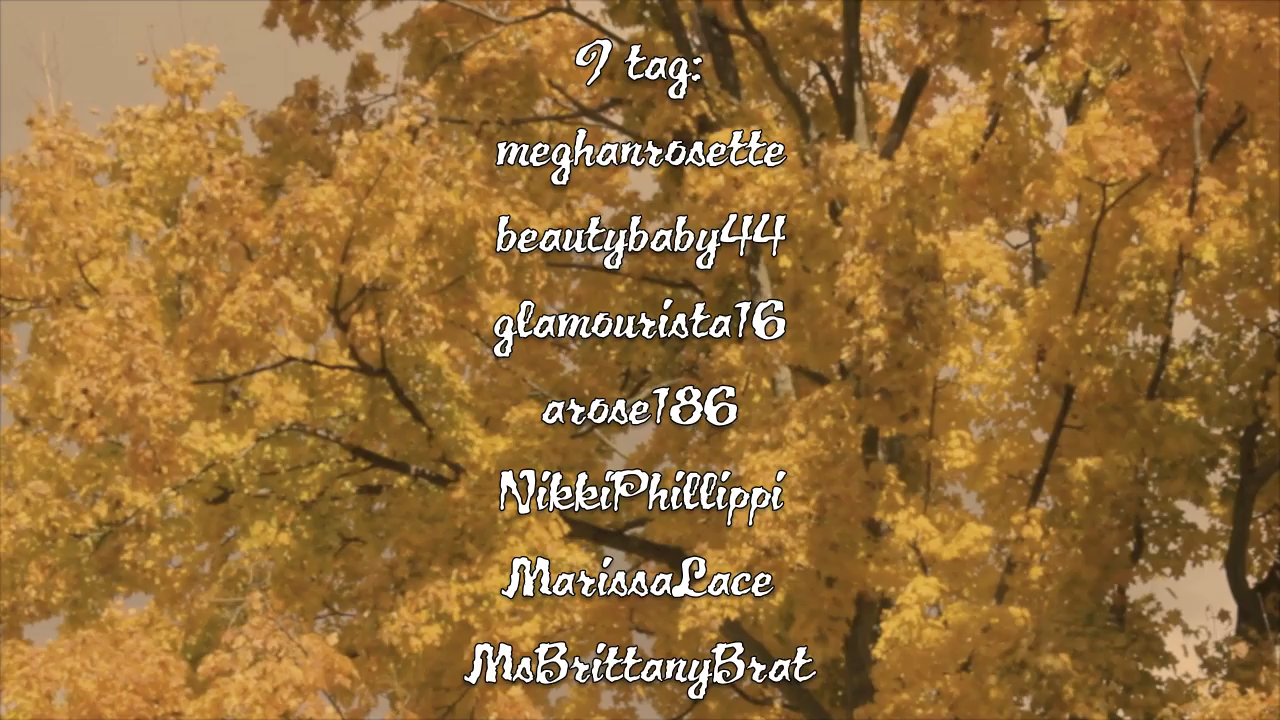 I tag:
meghanrosette
beautybaby44
glamourista16
arose186
NikkiPhillippi
MarissaLace
MsBrittanyBrat